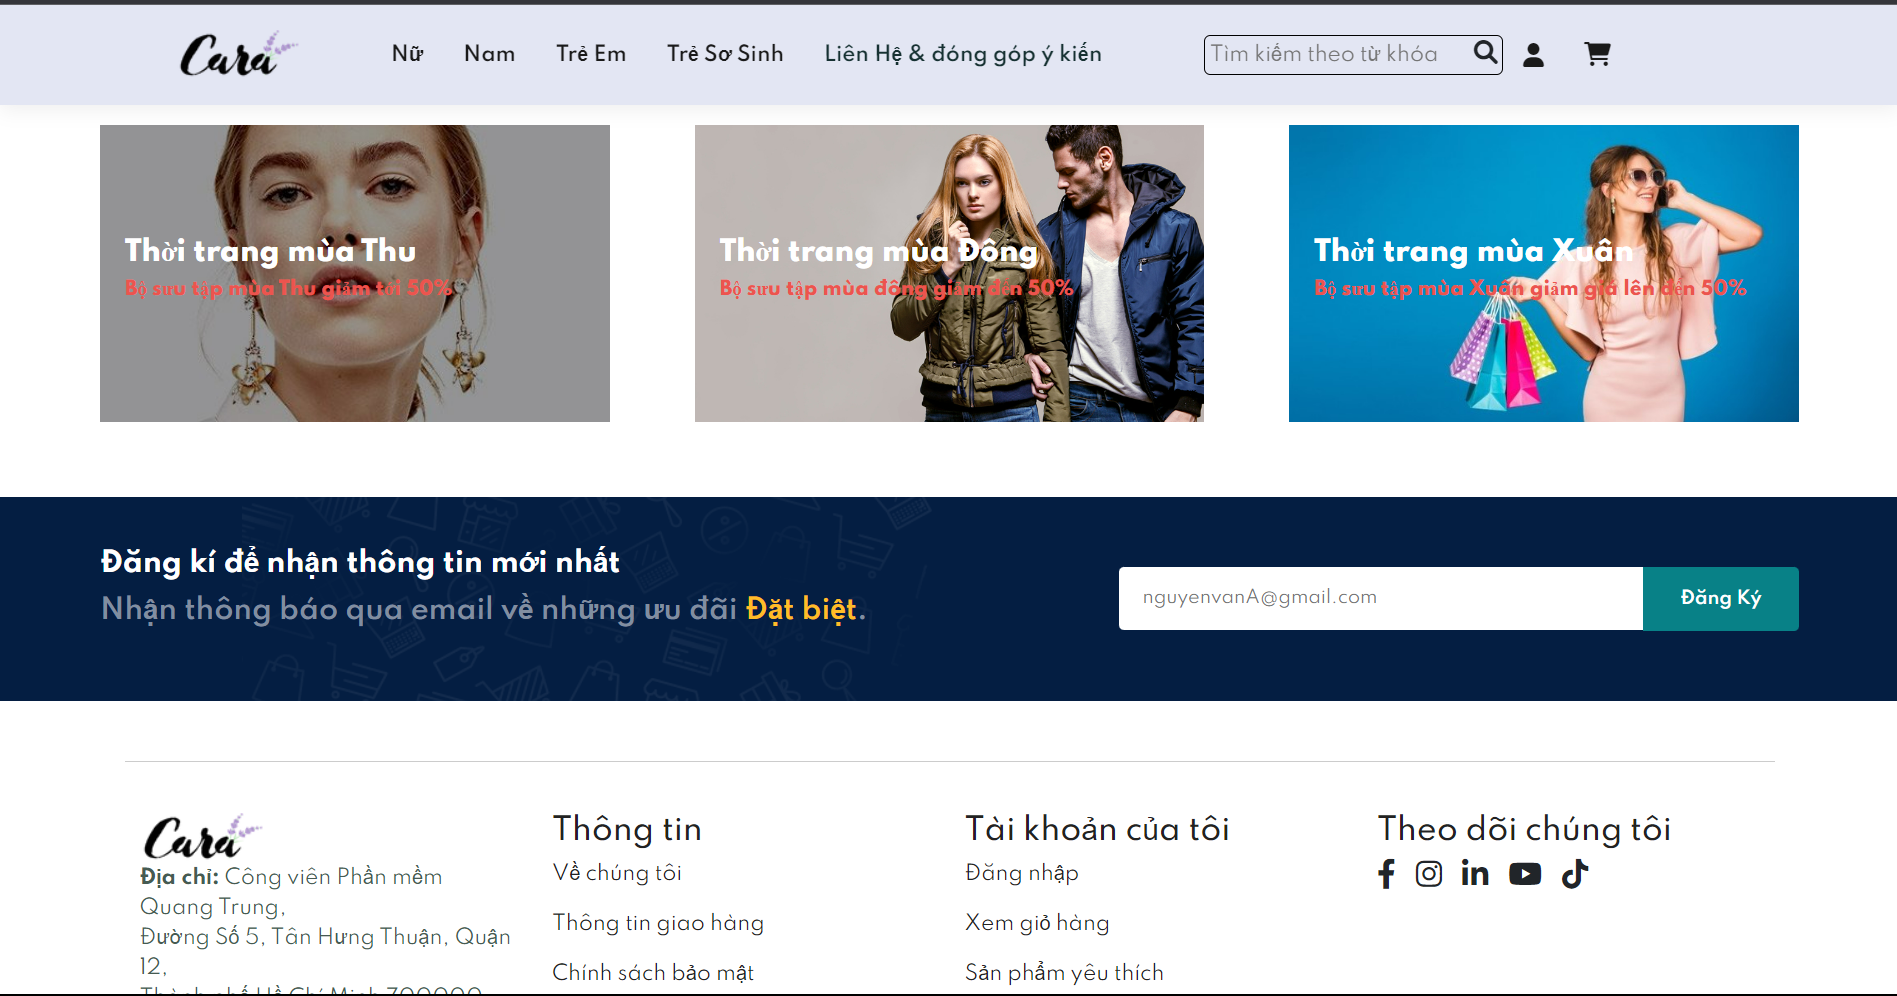 Cara
Nữ
Nam
Trẻ Em
Trẻ Sơ Sinh
Liên Hệ & đóng góp ý kiến
Tìm kiếm theo từ khóa
Thời trang mùa Thu
Bộ sưu tập mùa Thu giảm tới 50%
Thời trang mùa Đông
Bộ sưu tập mùa đông giảm đến 50%
Thời trang mùa Xuân
Bộ sưu tập mùa Xuân giảm giá lên đến 50%
Đăng kí để nhận thông tin mới nhất
Nhận thông báo qua email về những ưu đãi Đặt biệt.
nguyenvanA@gmail.com
Đăng Ký
Cara
Địa chỉ: Công viên Phần mềm
Quang Trung,
Đường Số 5, Tân Hưng Thuận, Quận
12,
Thành phố Hồ Chí Minh 700000
Thông tin
Về chúng tôi
Thông tin giao hàng
Chính sách bảo mật
Tài khoản của tôi
Đăng nhập
Xem giỏ hàng
Sản phẩm yêu thích
Theo dõi chúng tôi